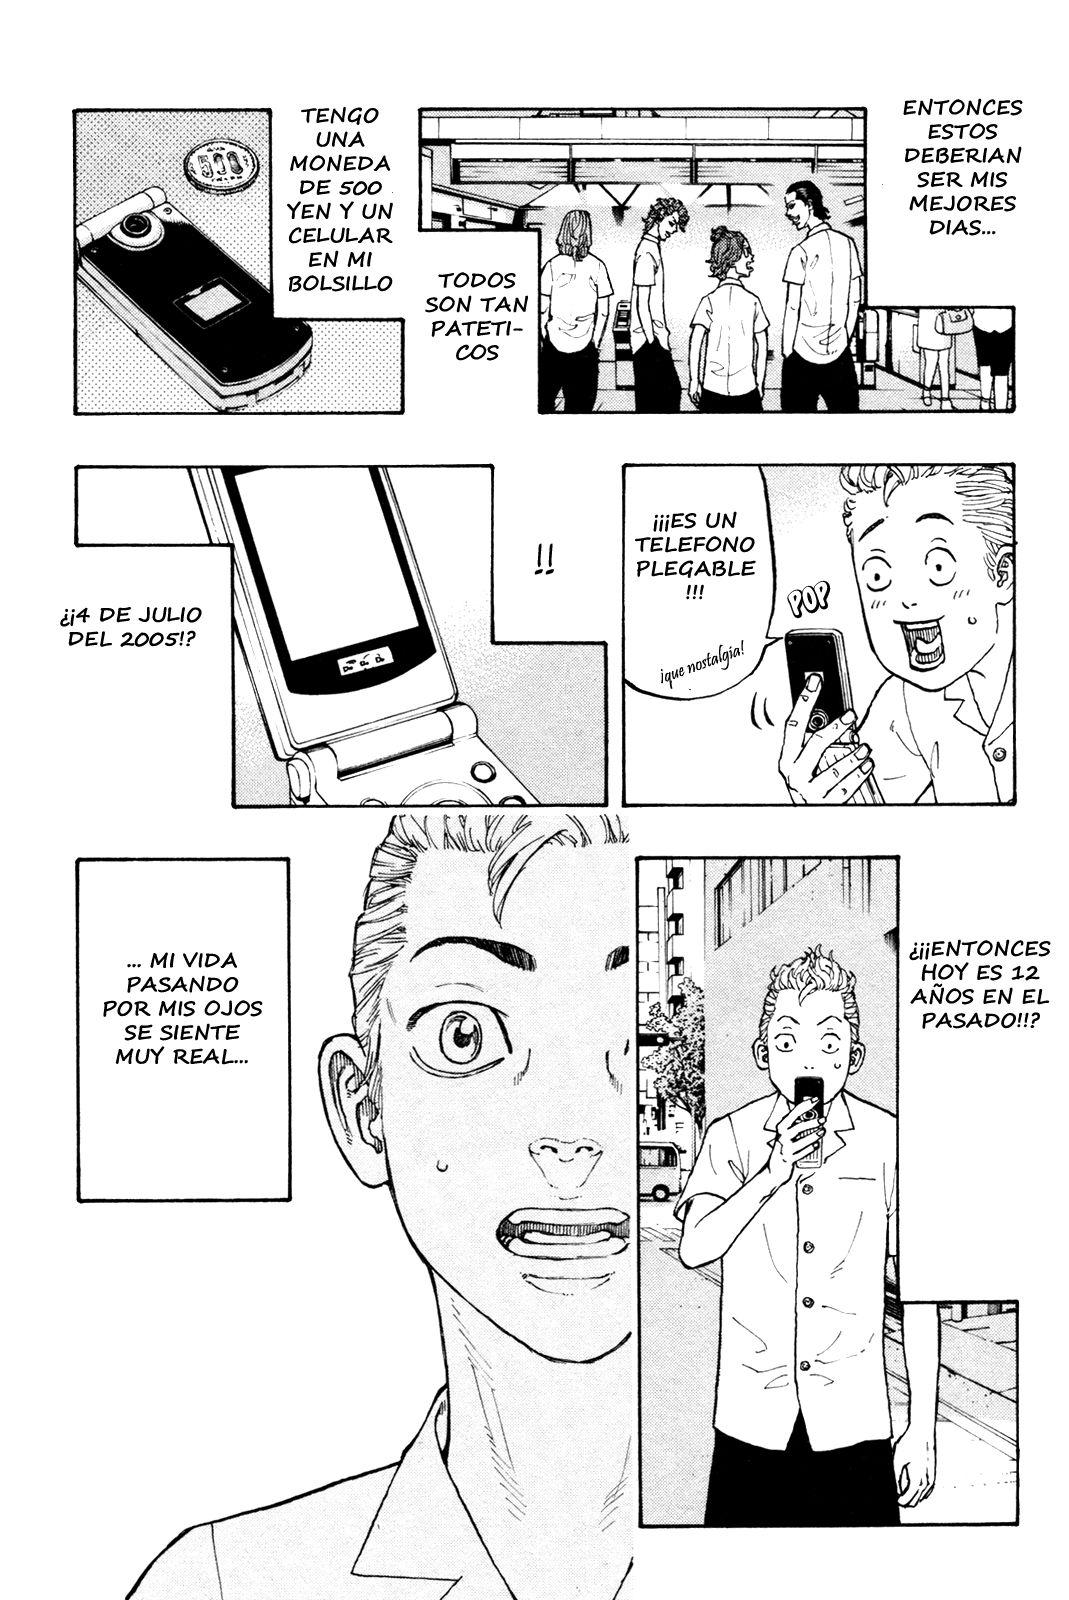 ENTONCES
ESTOS
DEBERIAN
SER MIS
MEJORES
DIAS...
TODOS
SON TAN
PATETI-
COS
TENGO
UNA
MONEDA
DE 500
YEN Y UN
CELULAR
EN MI
BOLSILLO
500
¡¡¡ES UN
TELEFONO
PLEGABLE
!!!
POP
¡que nostalgia!
!!
¿¡4 DE JULIO
DEL 2005!?
¿¡¡¡ENTONCES
HOY ES 12
AÑOS EN EL
PASADO!!!?
... MI VIDA
PASANDO
POR MIS OJOS
SE SIENTE
MUY REAL...